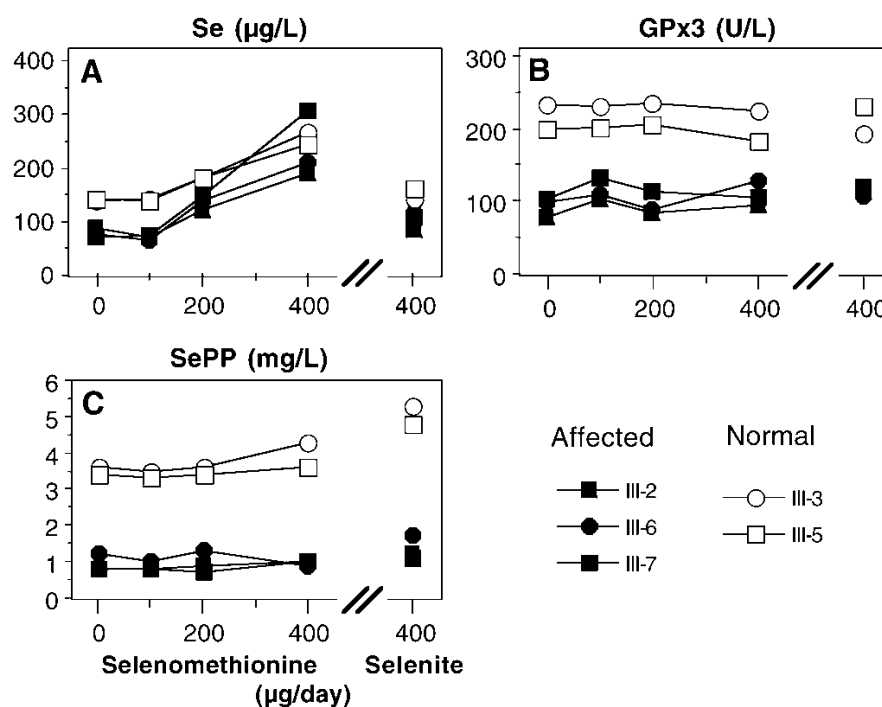 Se (µg/L)
GPx3 (U/L)
A
400
300
200
100
0
0
200
400
400
B
300
200
100
0
0
200
400
400
SePP (mg/L)
C
6
5
4
3
2
1
0
0
200
400
400
Selenomethionine
Selenite
(µg/day)
Affected
Normal
III-2
III-6
III-7
III-3
III-5